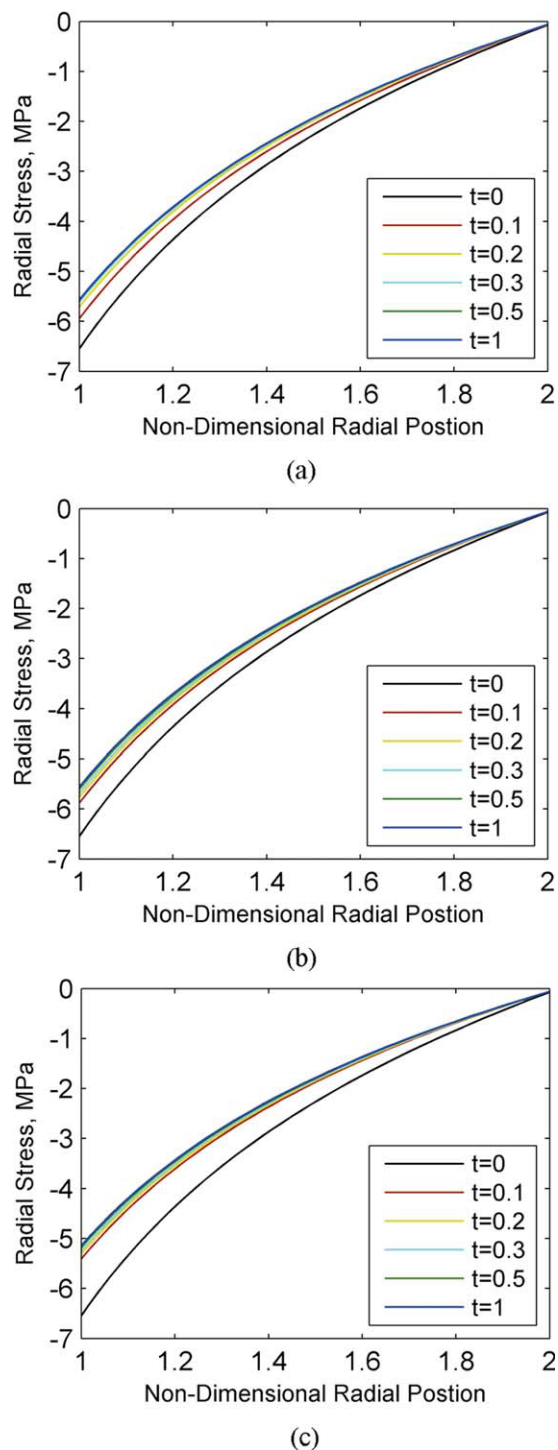 0
-1
-2
-3
-4
-5
-6
-7
Radial Stress, MPa
t=0
t=0.1
t=0.2
t=0.3
t=0.5
t=1
1 1.2 1.4 1.6 1.8 2
Non-Dimensional Radial Postion
(a)
0
-1
-2
-3
-4
-5
-6
-7
Radial Stress, MPa
t=0
t=0.1
t=0.2
t=0.3
t=0.5
t=1
1 1.2 1.4 1.6 1.8 2
Non-Dimensional Radial Postion
(b)
0
-1
-2
-3
-4
-5
-6
-7
Radial Stress, MPa
t=0
t=0.1
t=0.2
t=0.3
t=0.5
t=1
1 1.2 1.4 1.6 1.8 2
Non-Dimensional Radial Postion
(c)